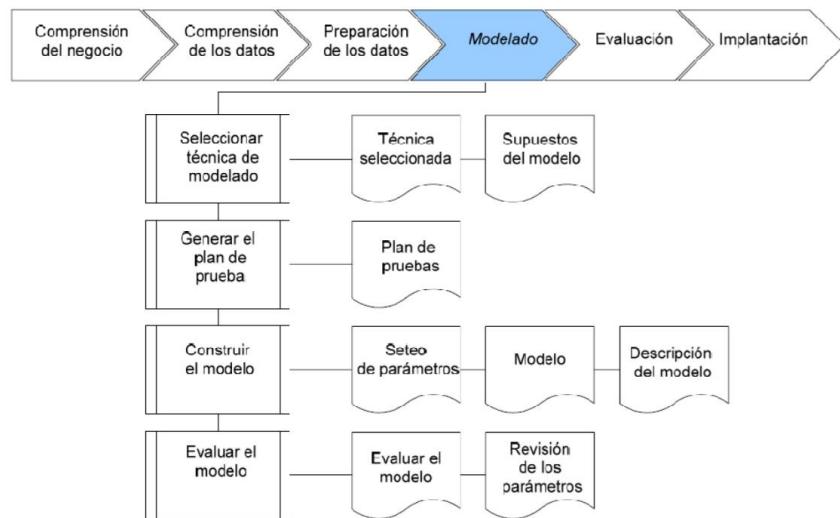 Comprensión
del negocio
Comprensión
de los datos
Preparación
de los datos
Modelado
Evaluación
Implantación
Seleccionar
técnica de
modelado
Técnica
seleccionada
Supuestos
del modelo
Generar el
plan de
prueba
Plan de
pruebas
Construir
el modelo
Seteo
de parámetros
Modelo
Descripción
del modelo
Evaluar el
modelo
Evaluar el
modelo
Revisión
de los
parámetros